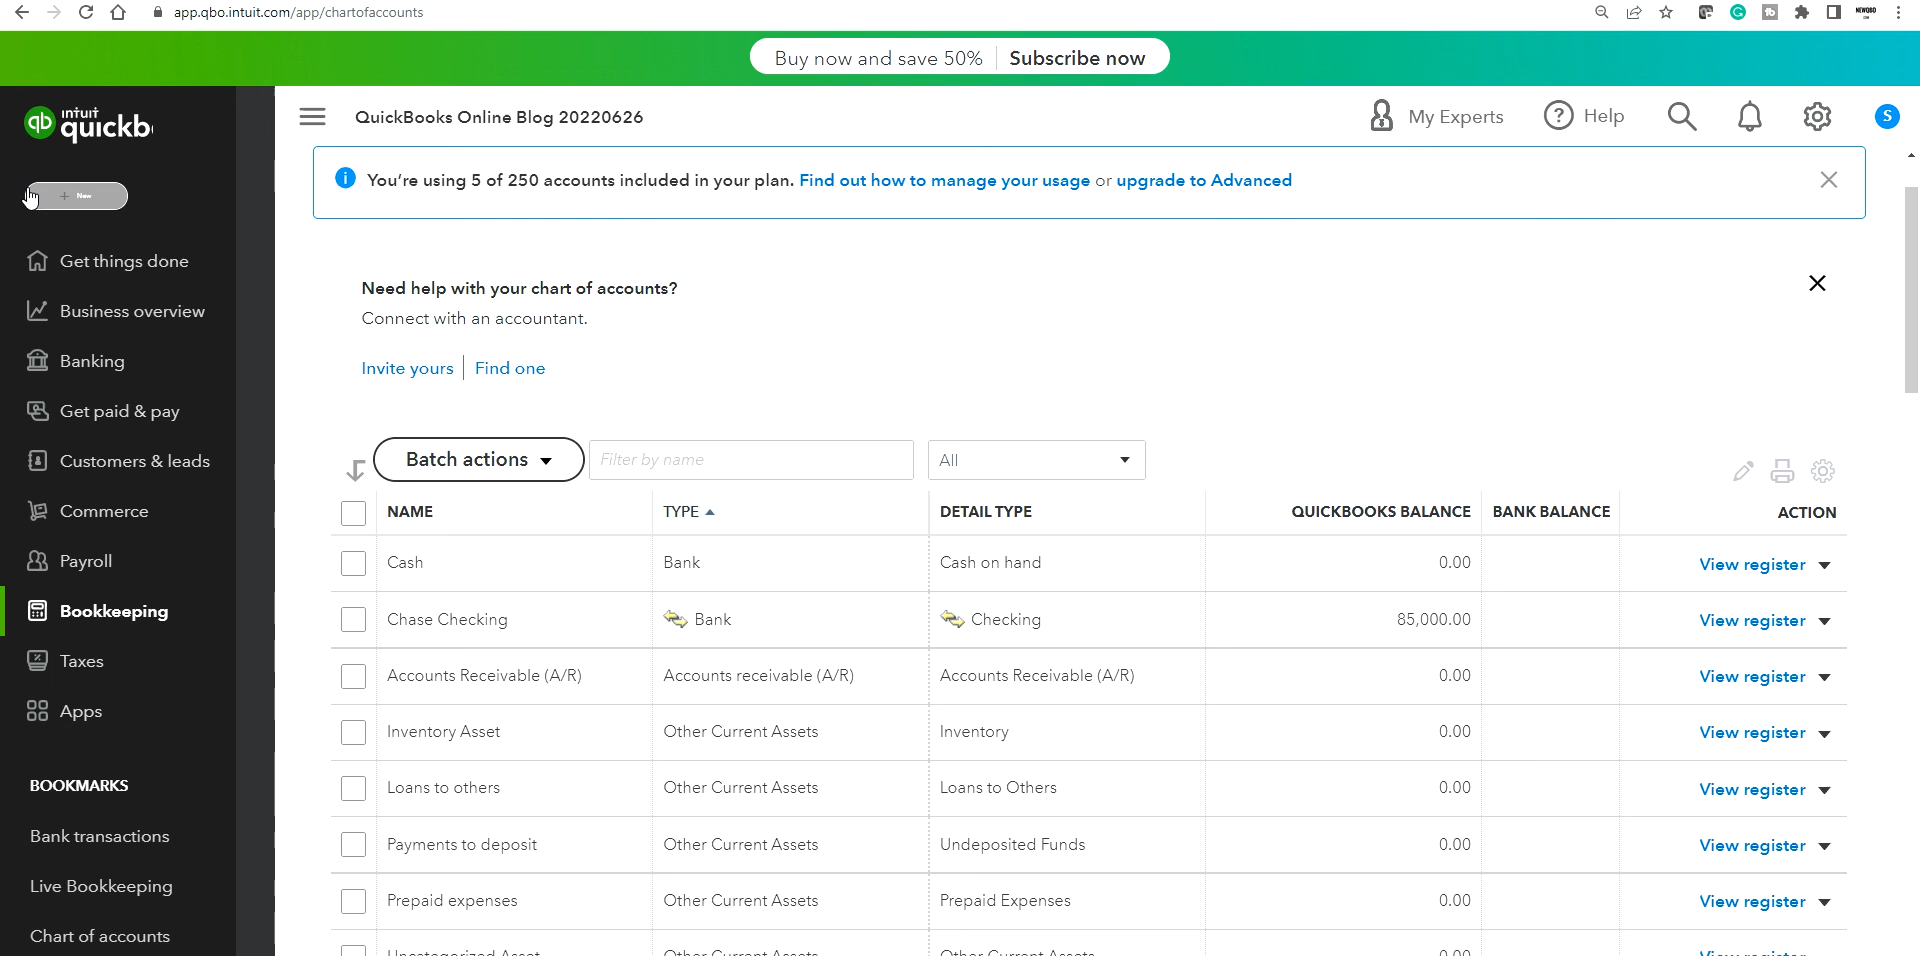 app.qbo.intuit.com/app/chartofaccounts
NEWQBO
Buy now and save 50% Subscribe now
intuit
qb quickb
QuickBooks Online Blog 20220626
My Experts
Help
S
You're using 5 of 250 accounts included in your plan. Find out how to manage your usage or upgrade to Advanced
+ New
Get things done
Business overview
Banking
Get paid & pay
Customers & leads
Commerce
Payroll
Bookkeeping
Taxes
Apps
BOOKMARKS
Bank transactions
Live Bookkeeping
Chart of accounts
Need help with your chart of accounts?
Connect with an accountant.
Invite yours Find one
Batch actions Filter by name All
NAME TYPE DETAIL TYPE QUICKBOOKS BALANCE BANK BALANCE ACTION
Cash Bank Cash on hand 0.00 View register
Chase Checking Bank Checking 85,000.00 View register
Accounts Receivable (A/R) Accounts receivable (A/R) Accounts Receivable (A/R) 0.00 View register
Inventory Asset Other Current Assets Inventory 0.00 View register
Loans to others Other Current Assets Loans to Others 0.00 View register
Payments to deposit Other Current Assets Undeposited Funds 0.00 View register
Prepaid expenses Other Current Assets Prepaid Expenses 0.00 View register
Uncategorized Asset Other Current Assets Other Current Assets 0.00 View register